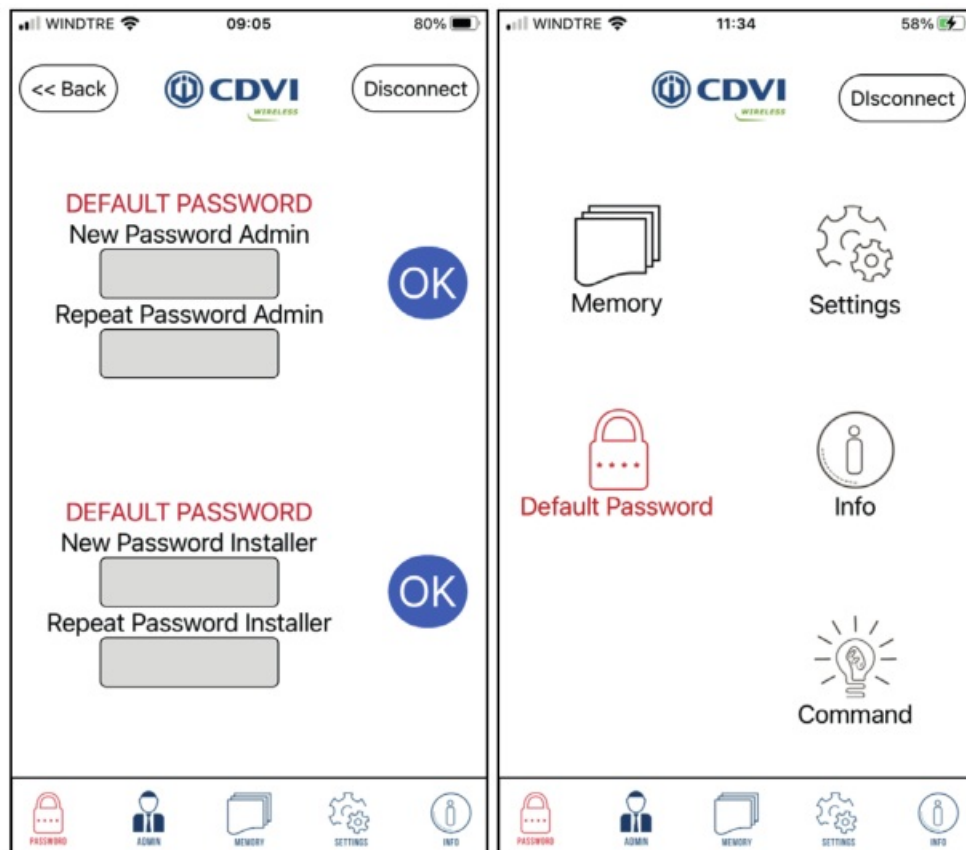 WINDTRE 09:05 80%
<< Back CDVI Disconnect
WIRELESS
DEFAULT PASSWORD
New Password Admin
OK
Repeat Password Admin
DEFAULT PASSWORD
New Password Installer
OK
Repeat Password Installer
PASSWORD ADMIN MEMORY SETTINGS INFO
WINDTRE 11:34 58%
CDVI DIsconnect
WIRELESS
Memory Settings
Default Password Info
Command
PASSWORD ADMIN MEMORY SETTINGS INFO